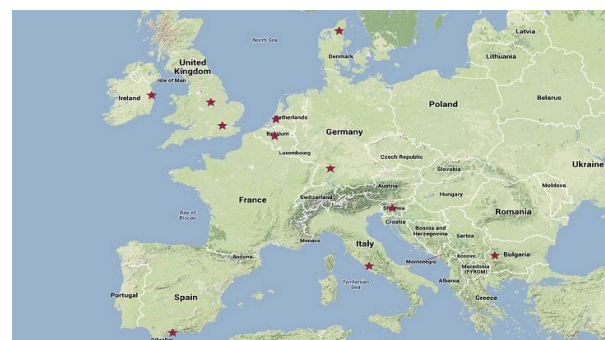 Latvia
North Sea
Denmark
Lithuania
United
Kingdom
Isle of Man
Ireland
Belarus
Netherlands
Poland
Germany
Belgium
Luxembourg
Czech Republic
Ukraine
Slovakia
Austria
Moldova
Switzerland
Hungary
France
Slovenia
Croatia
Romania
Bay of
Biscay
Bosnia and
Herzegovina
Serbia
Monaco
Italy
Andorra
Montenegro
Kosovo
Bulgaria
Macedonia
(FYROM)
Albania
Tyrrhenian
Sea
Portugal
Spain
Greece
Gibraltar